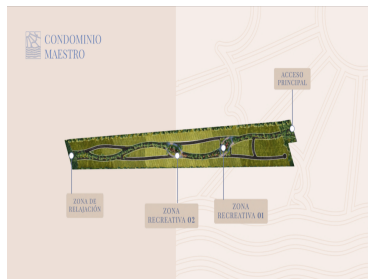 CONDOMINIO
MAESTRO
ACCESO
PRINCIPAL
ZONA DE
RELAJACIÓN
ZONA
RECREATIVA 02
ZONA
RECREATIVA 01